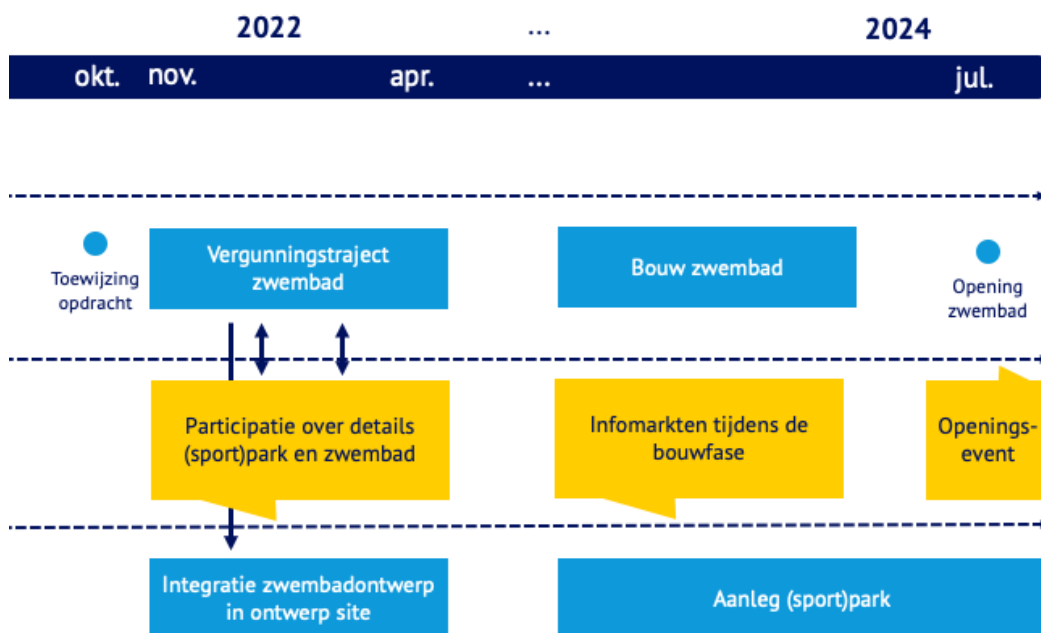 2022 ... 2024
okt. nov. apr. ... jul.
Toewijzing
opdracht
Vergunningstraject
zwembad
Bouw zwembad
Opening
zwembad
Participatie over details
(sport)park en zwembad
Infomarkten tijdens de
bouwfase
Openings-
event
Integratie zwembadontwerp
in ontwerp site
Aanleg (sport)park